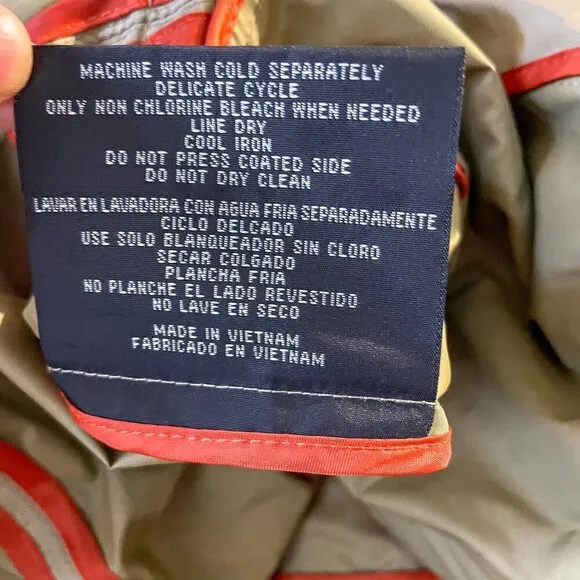 MACHINE WASH COLD SEPARATELY
DELICATE CYCLE
ONLY NON CHLORINE BLEACH WHEN NEEDED
LINE DRY
COOL IRON
DO NOT PRESS COATED SIDE
DO NOT DRY CLEAN
LAVAR EN LAVADORA CON AGUA FRIA SEPARADAMENTE
CICLO DELCADO
USE SOLO BLANQUEADOR SIN CLORO
SECAR COLGADO
PLANCHA FRIA
NO PLANCHE EL LADO REVESTIDO
NO LAVE EN SECO
MADE IN VIETNAM
FABRICADO EN VIETNAM